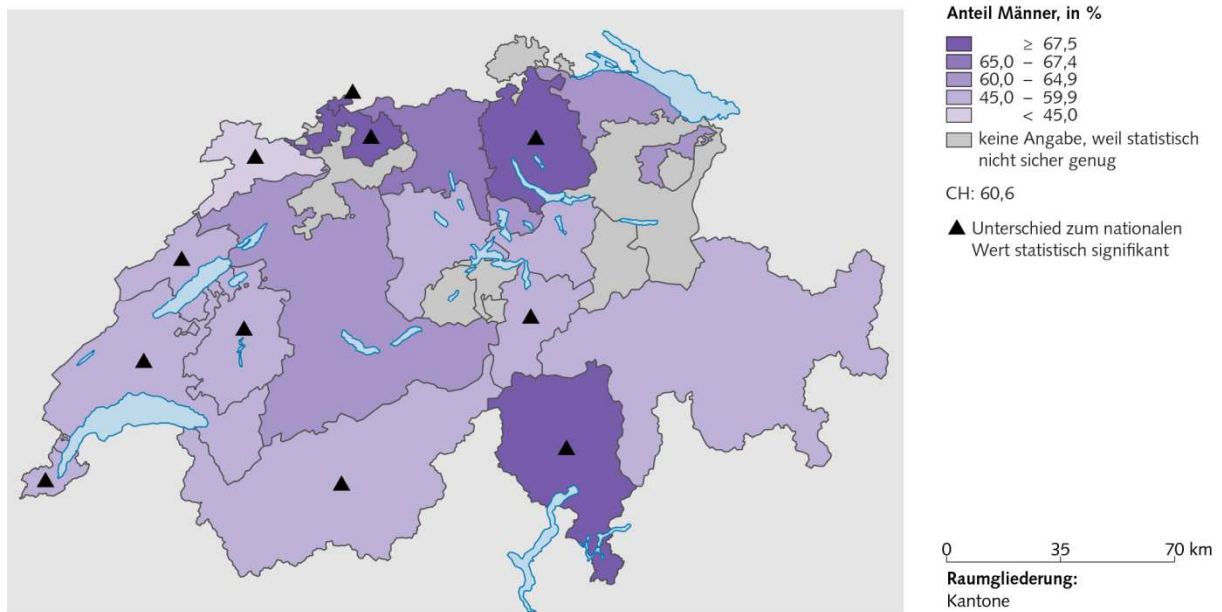 Anteil Männer, in %
≥ 67,5
65,0 – 67,4
60,0 – 64,9
45,0 – 59,9
< 45,0
keine Angabe, weil statistisch
nicht sicher genug
CH: 60,6
▲ Unterschied zum nationalen
Wert statistisch signifikant
0 35 70 km
Raumgliederung:
Kantone